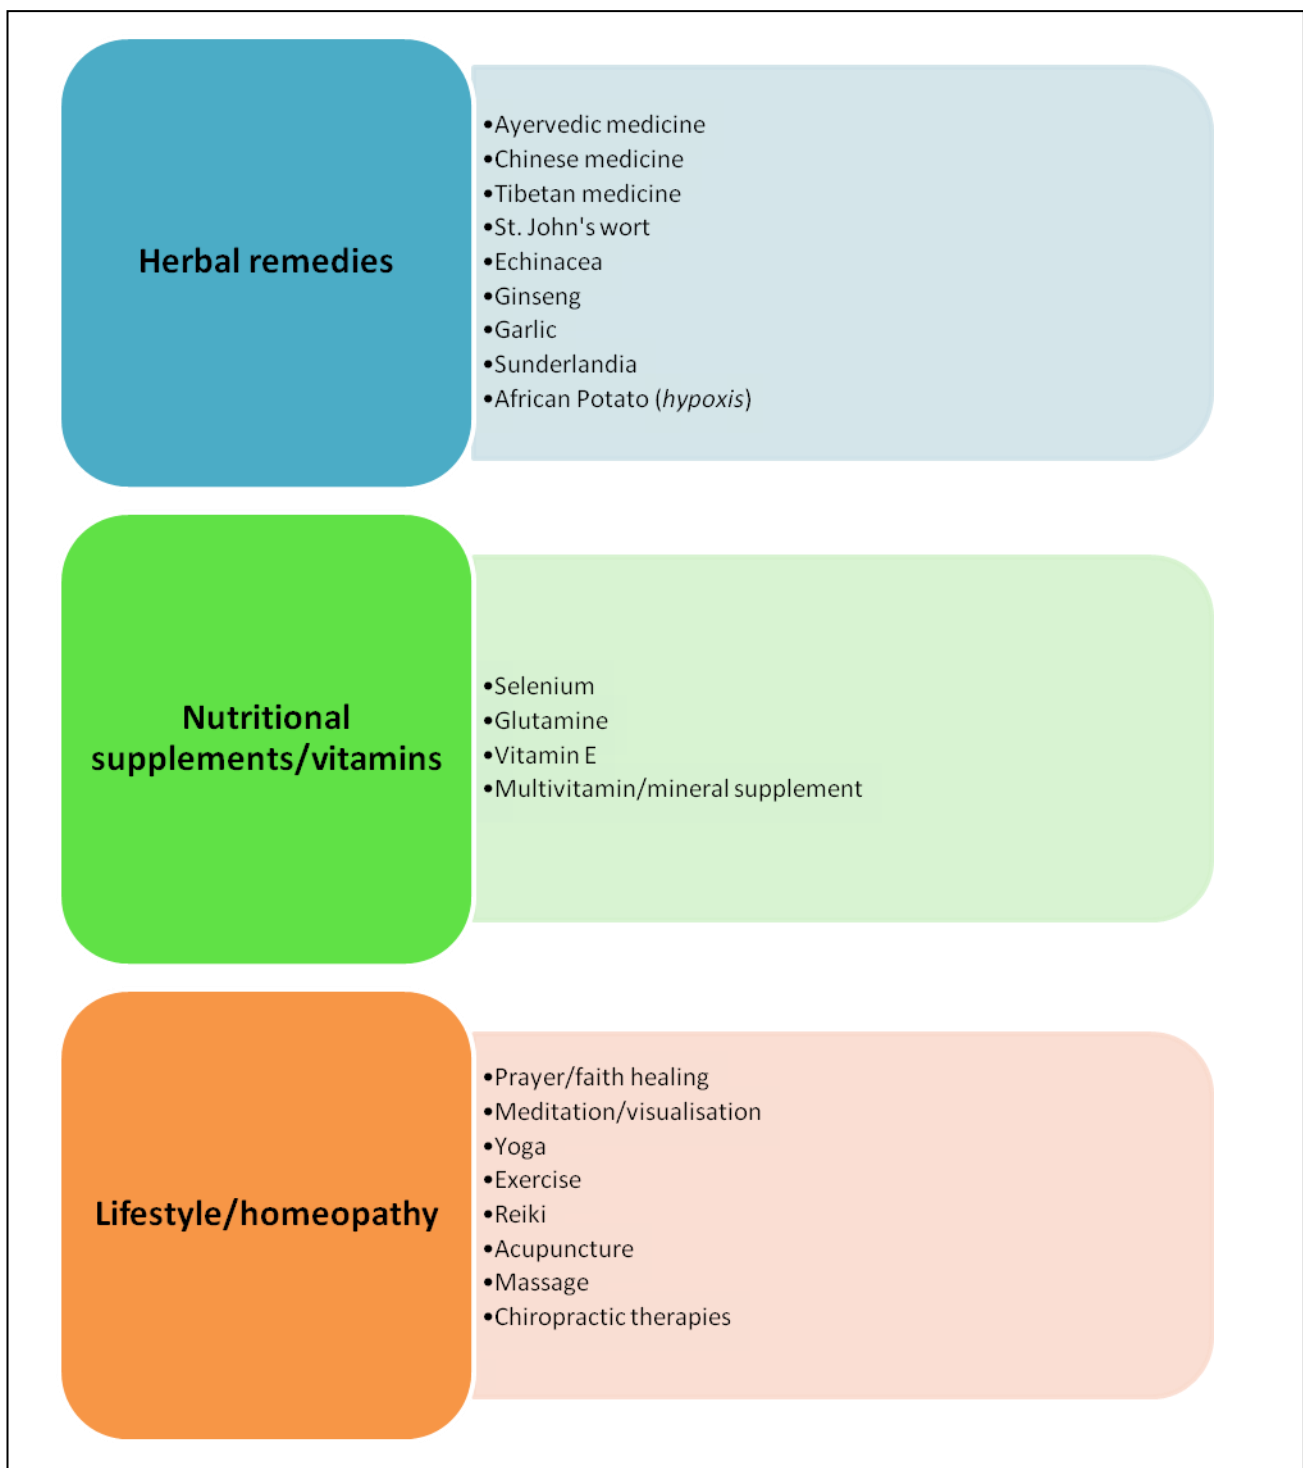 Herbal remedies
•Ayervedic medicine
•Chinese medicine
•Tibetan medicine
•St. John's wort
•Echinacea
•Ginseng
•Garlic
•Sunderlandia
•African Potato (hypoxis)
Nutritional
supplements/vitamins
•Selenium
•Glutamine
•Vitamin E
•Multivitamin/mineral supplement
Lifestyle/homeopathy
•Prayer/faith healing
•Meditation/visualisation
•Yoga
•Exercise
•Reiki
•Acupuncture
•Massage
•Chiropractic therapies